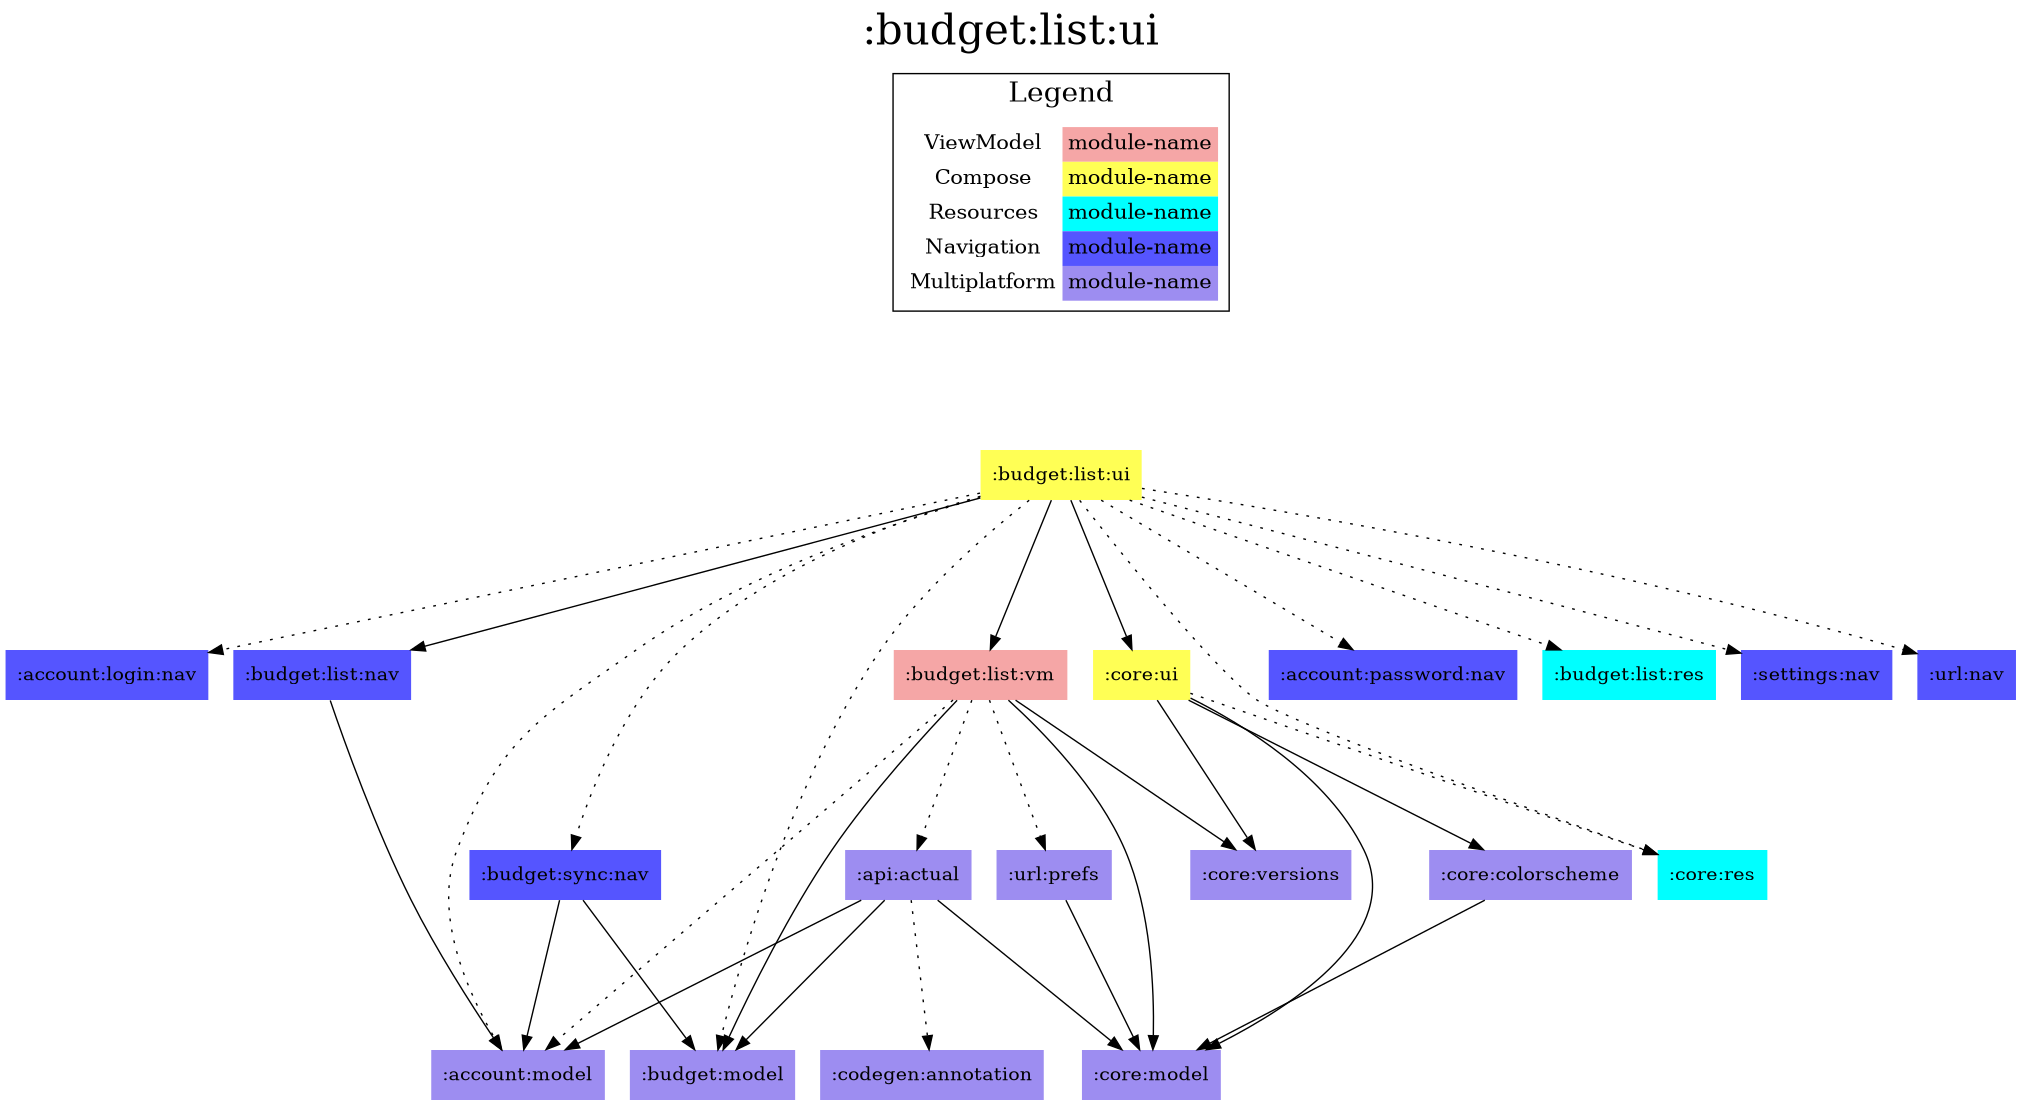 :budget:list:ui
Legend
ViewModel module-name
Compose module-name
Resources module-name
Navigation module-name
Multiplatform module-name
:budget:list:ui
:account:login:nav
:budget:list:nav
:budget:list:vm
:core:ui
:account:password:nav
:budget:list:res
:settings:nav
:url:nav
:budget:sync:nav
:api:actual
:url:prefs
:core:versions
:core:colorscheme
:core:res
:account:model
:budget:model
:codegen:annotation
:core:model